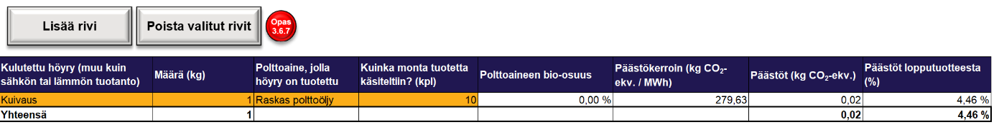 Lisää rivi
Poista valitut rivit
Opas
3.6.7
Kulutettu höyry (muu kuin
sähkön tai lämmön tuotanto)
Määrä (kg)
Polttoaine, jolla
höyry on tuotettu
Kuinka monta tuotetta
käsiteltiin? (kpl)
Polttoaineen bio-osuus
Päästökerroin (kg CO₂-
ekv. / MWh)
Päästöt (kg CO₂-ekv.)
Päästöt lopputuotteesta
(%)
Kuivaus 1 Raskas polttoöljy 10 0,00 % 279,63 0,02 4,46 %
Yhteensä 1 0,02 4,46 %